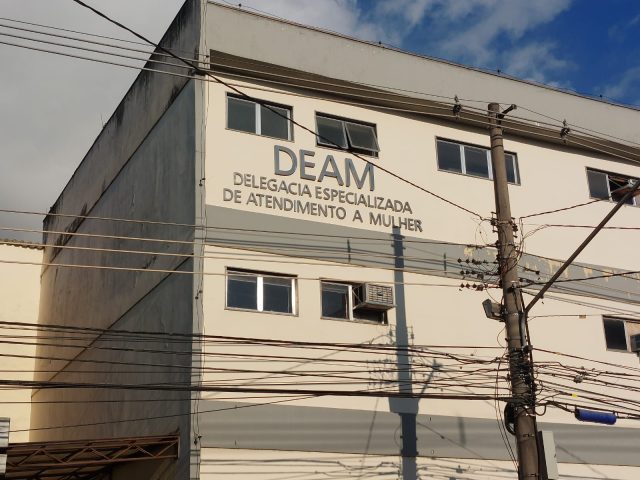 DEAM
DELEGACIA ESPECIALIZADA
DE ATENDIMENTO A MULHER